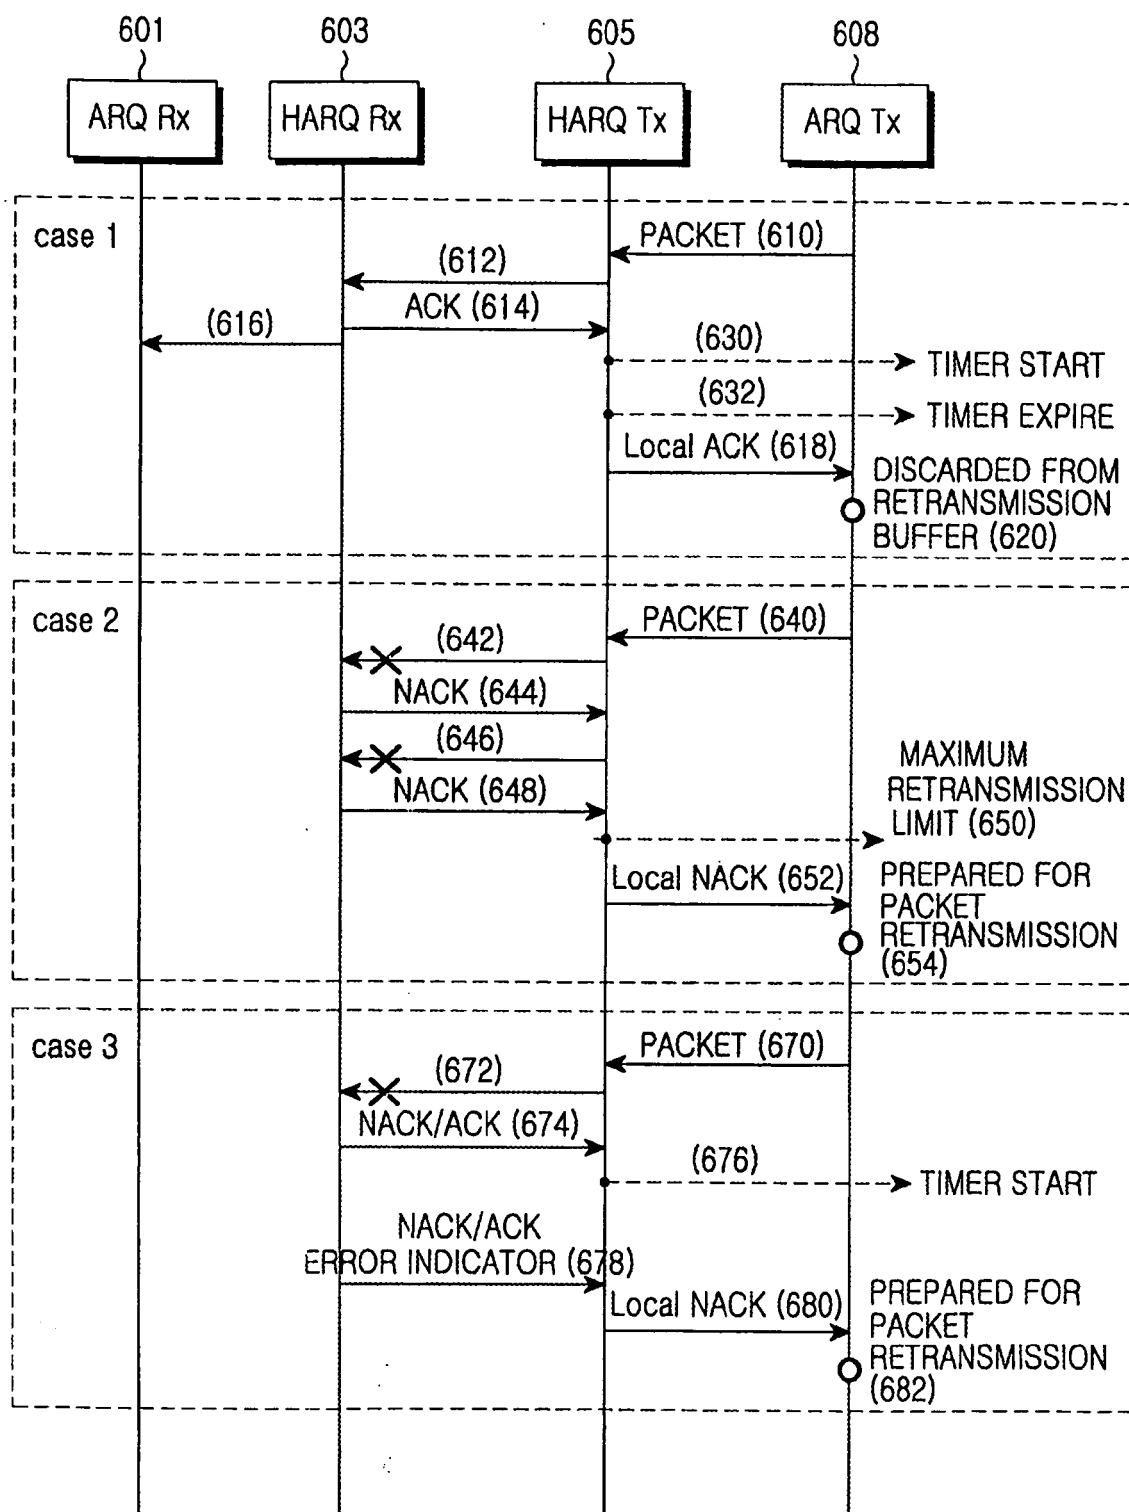 601
603
605
608
ARQ Rx
HARQ Rx
HARQ Tx
ARQ Tx
case 1
PACKET (610)
(612)
ACK (614)
(616)
(630)
TIMER START
(632)
TIMER EXPIRE
Local ACK (618)
DISCARDED FROM
RETRANSMISSION
BUFFER (620)
case 2
PACKET (640)
(642)
NACK (644)
(646)
NACK (648)
MAXIMUM
RETRANSMISSION
LIMIT (650)
Local NACK (652)
PREPARED FOR
PACKET
RETRANSMISSION
(654)
case 3
PACKET (670)
(672)
NACK/ACK (674)
(676)
TIMER START
NACK/ACK
ERROR INDICATOR (678)
Local NACK (680)
PREPARED FOR
PACKET
RETRANSMISSION
(682)